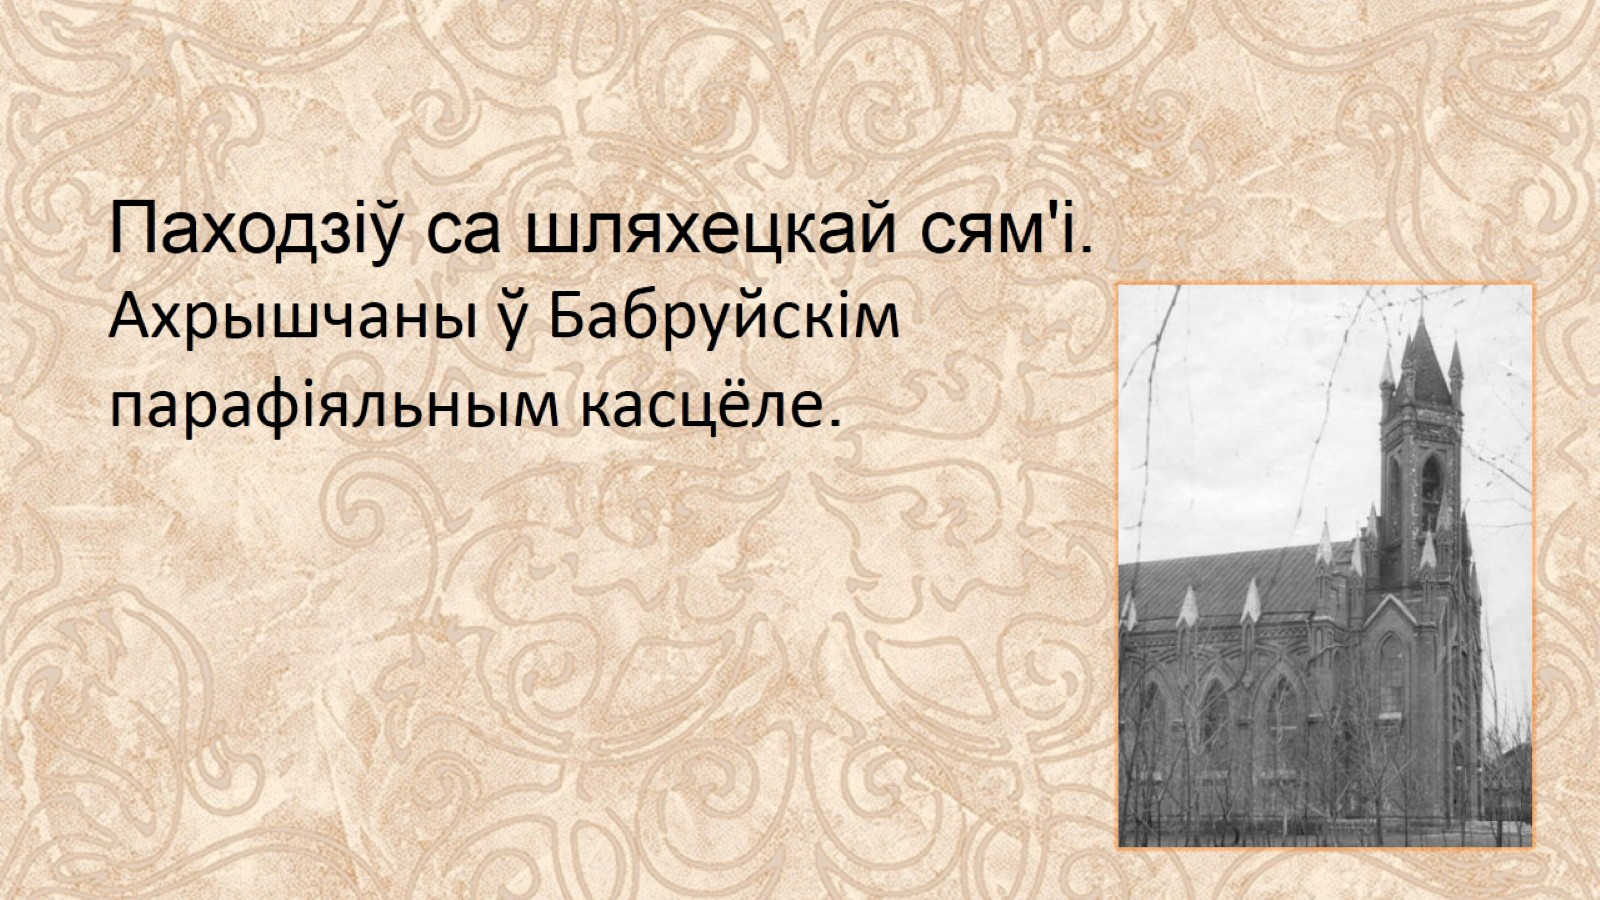 Паходзіў са шляхецкай сям'і.
Ахрышчаны ў Бабруйскім
парафіяльным касцёле.